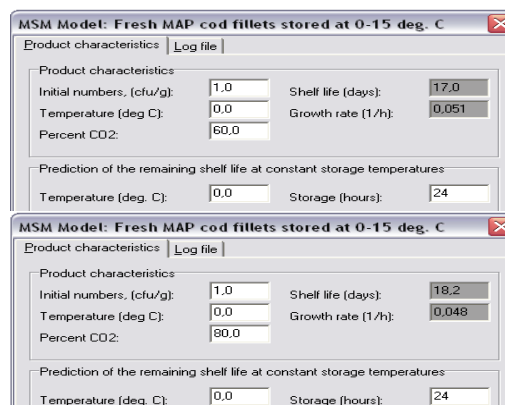 MSM Model: Fresh MAP cod fillets stored at 0-15 deg. C
Product characteristics Log file
Product characteristics
Initial numbers, (cfu/g): 1,0 Shelf life (days): 17,0
Temperature (deg C): 0,0 Growth rate (1/h): 0,051
Percent CO2: 60,0
Prediction of the remaining shelf life at constant storage temperatures
Temperature (deg. C): 0,0 Storage (hours): 24
MSM Model: Fresh MAP cod fillets stored at 0-15 deg. C
Product characteristics Log file
Product characteristics
Initial numbers, (cfu/g): 1,0 Shelf life (days): 18,2
Temperature (deg C): 0,0 Growth rate (1/h): 0,048
Percent CO2: 80,0
Prediction of the remaining shelf life at constant storage temperatures
Temperature (deg. C): 0,0 Storage (hours): 24